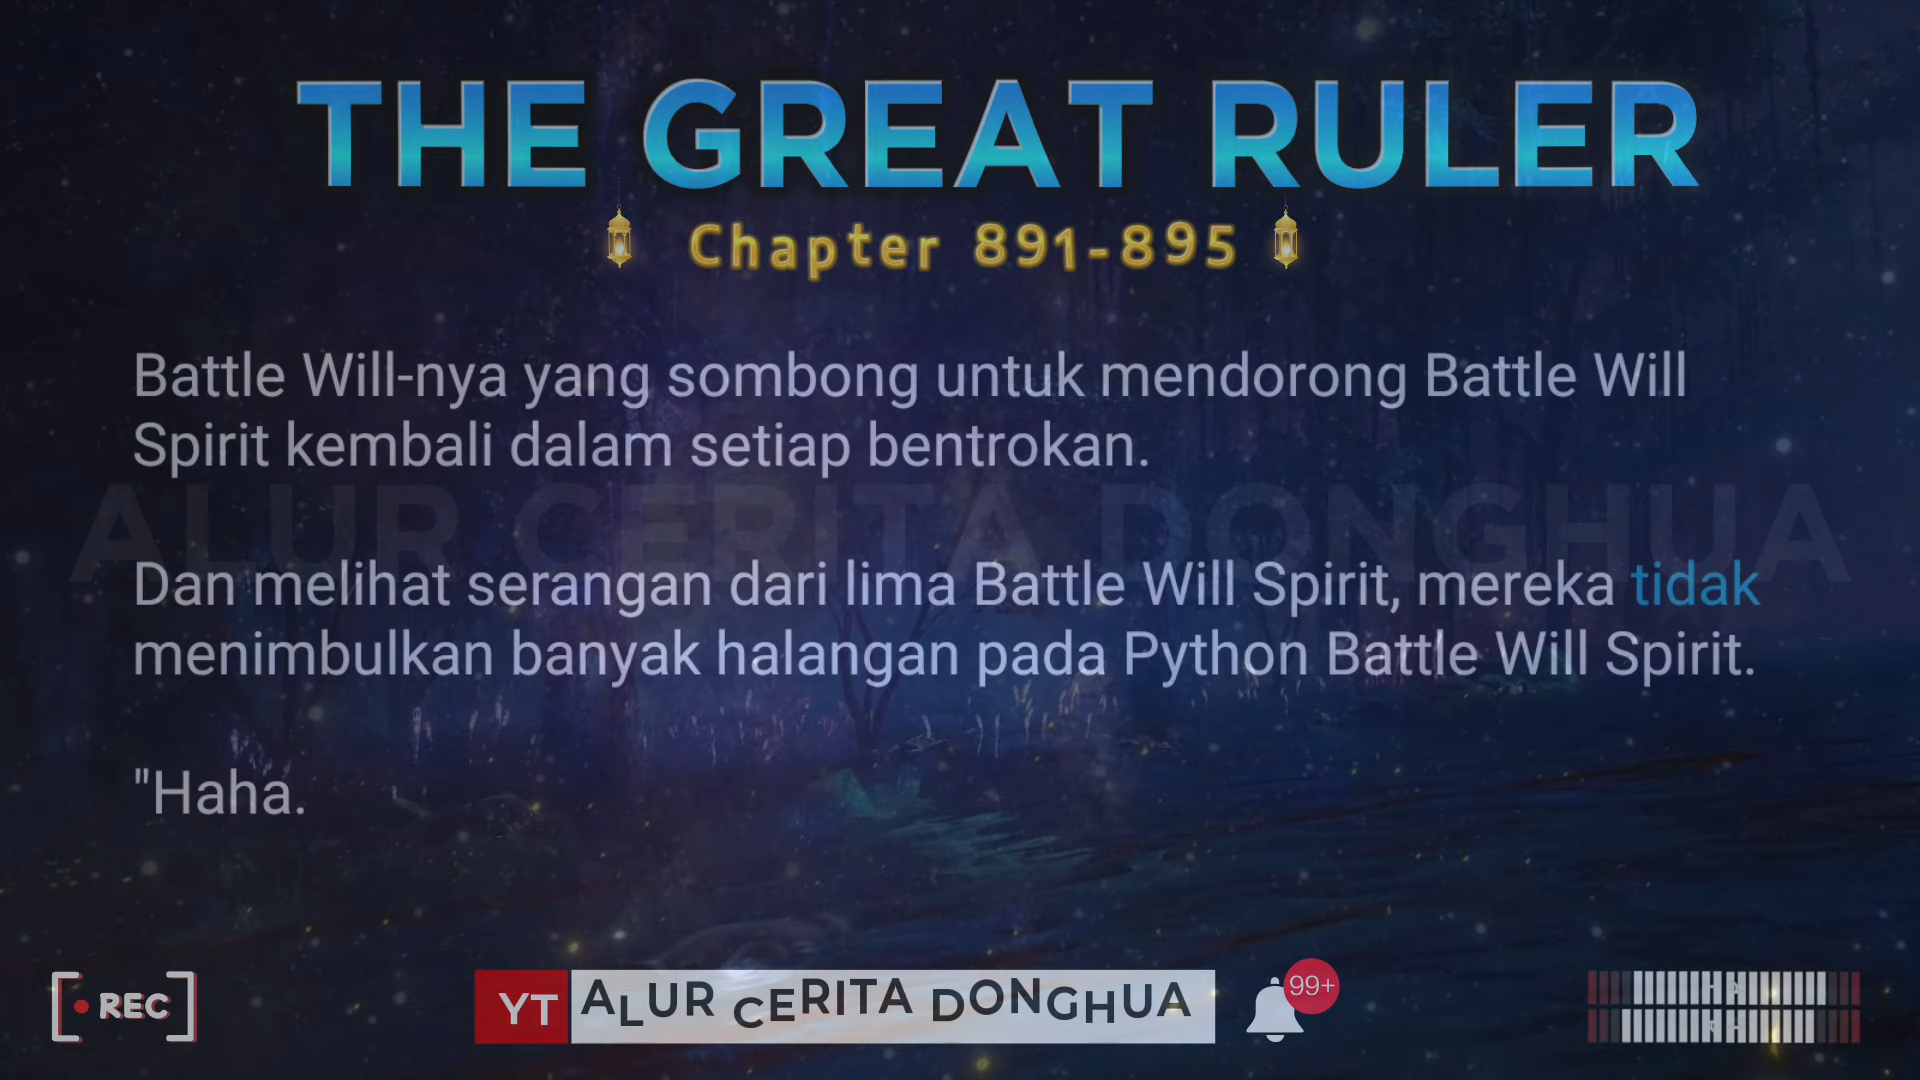 THE GREAT RULER
Chapter 891-895
Battle Will-nya yang sombong untuk mendorong Battle Will
Spirit kembali dalam setiap bentrokan.
ALUR CERITA DONGHUA
Dan melihat serangan dari lima Battle Will Spirit, mereka tidak
menimbulkan banyak halangan pada Python Battle Will Spirit.
"Haha.
REC
YT ALUR CERITA DONGHUA
99+